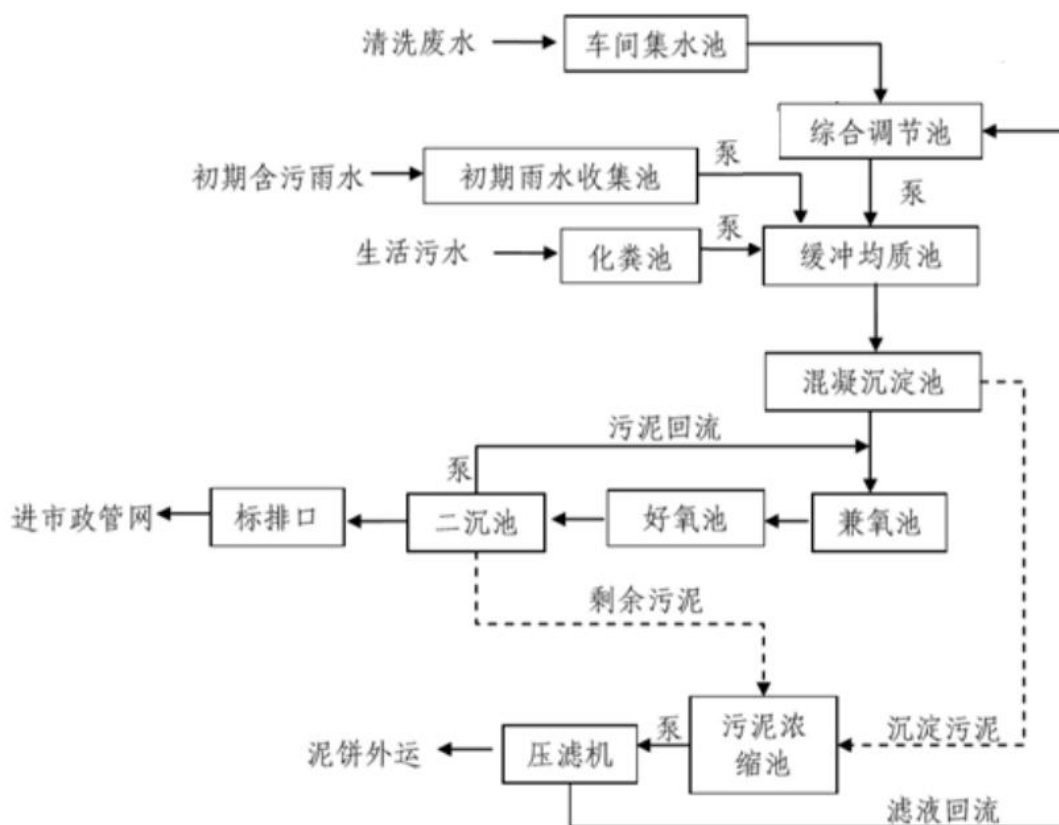 清洗废水
车间集水池
综合调节池
初期含污雨水
初期雨水收集池
泵
泵
生活污水
化粪池
泵
缓冲均质池
混凝沉淀池
污泥回流
泵
进市政管网
标排口
二沉池
好氧池
兼氧池
剩余污泥
泥饼外运
压滤机
泵
污泥浓
缩池
沉淀污泥
滤液回流